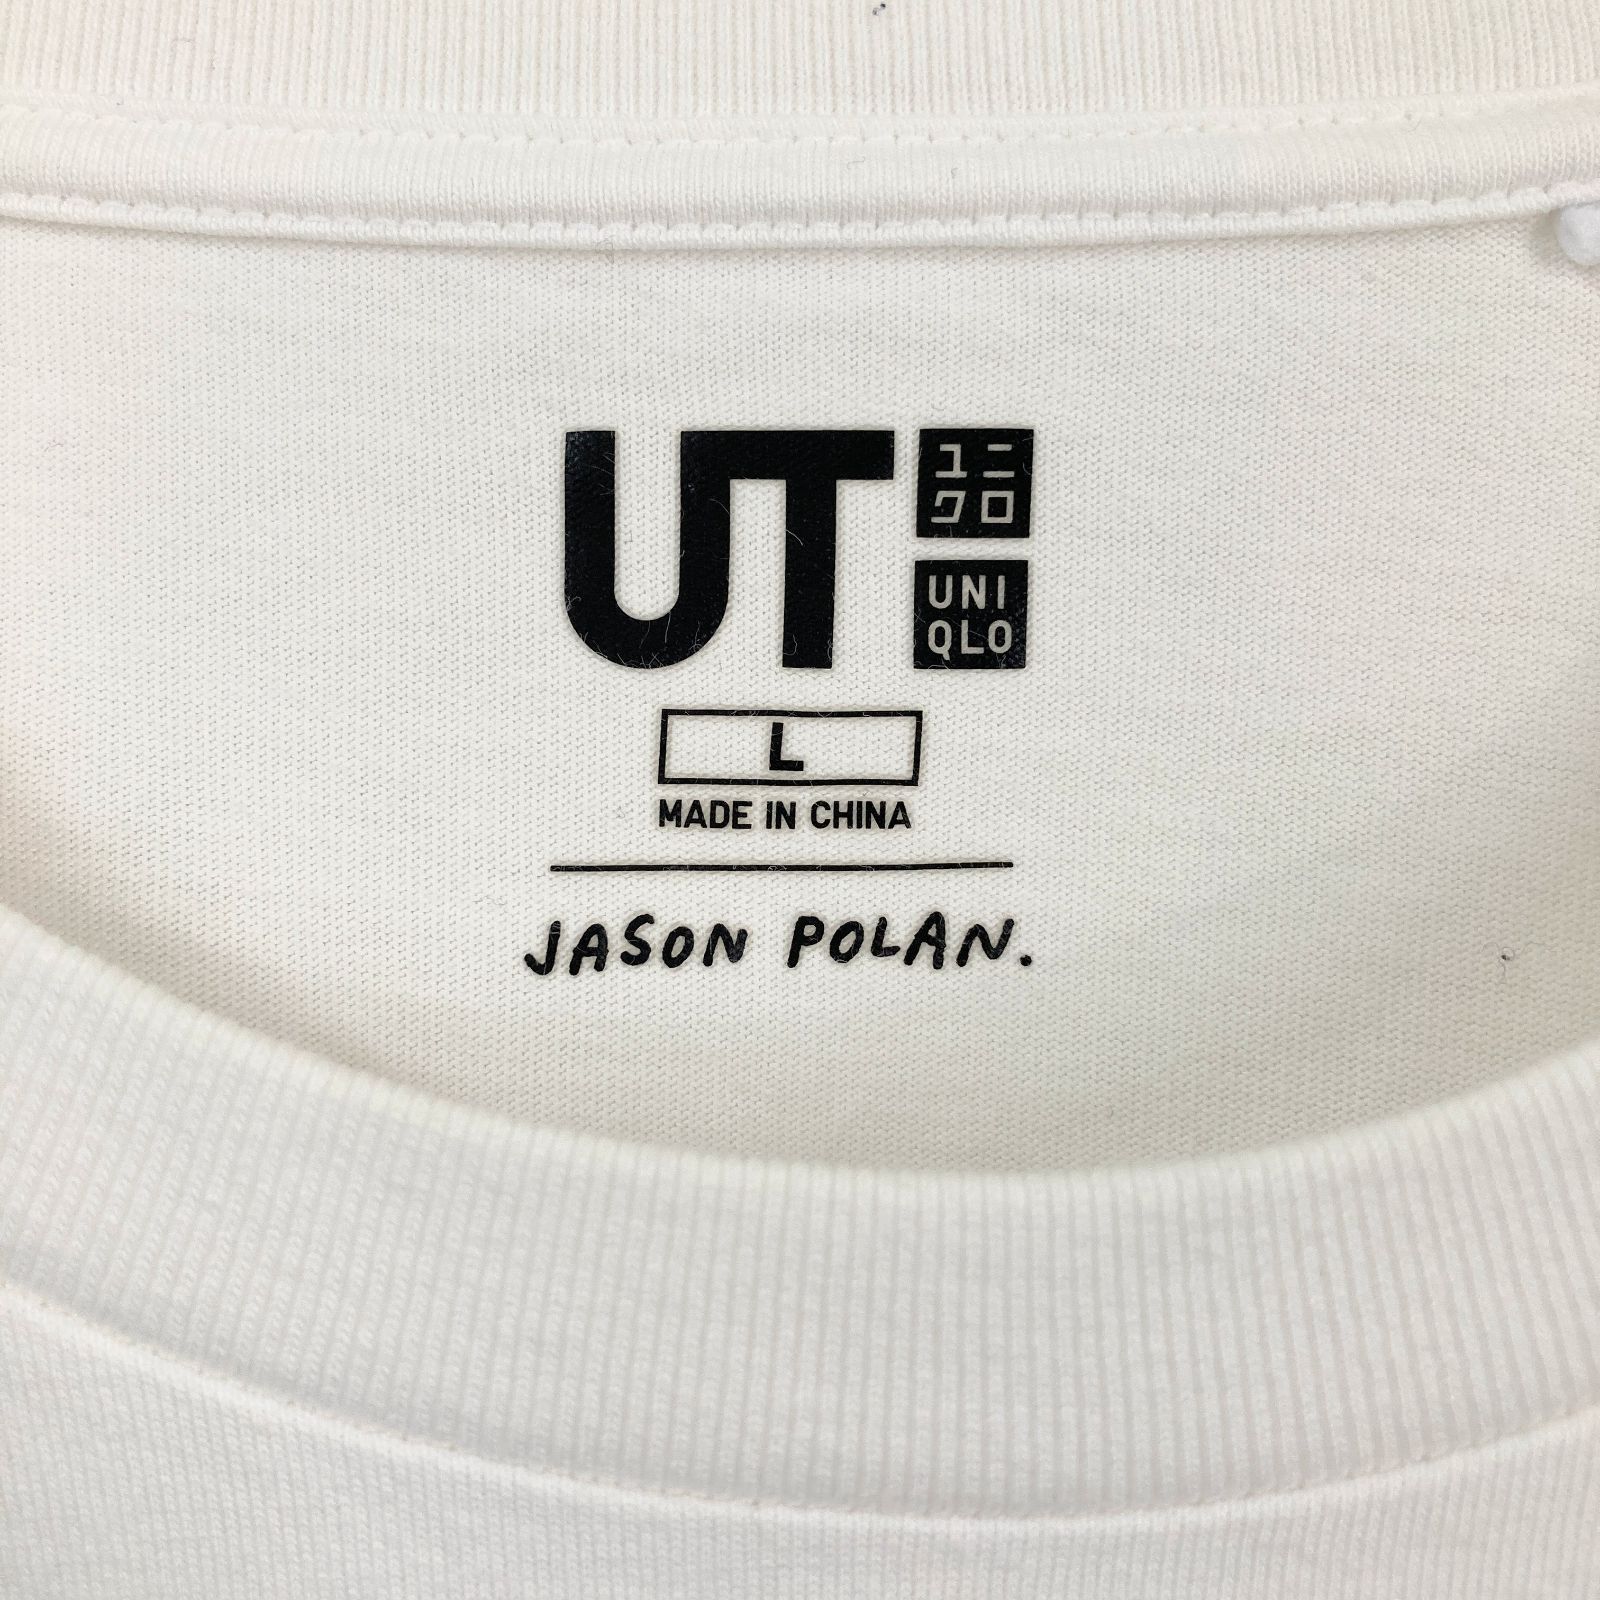 UT
ユニ
クロ
UNI
QLO
L
MADE IN CHINA
JASON POLAN.